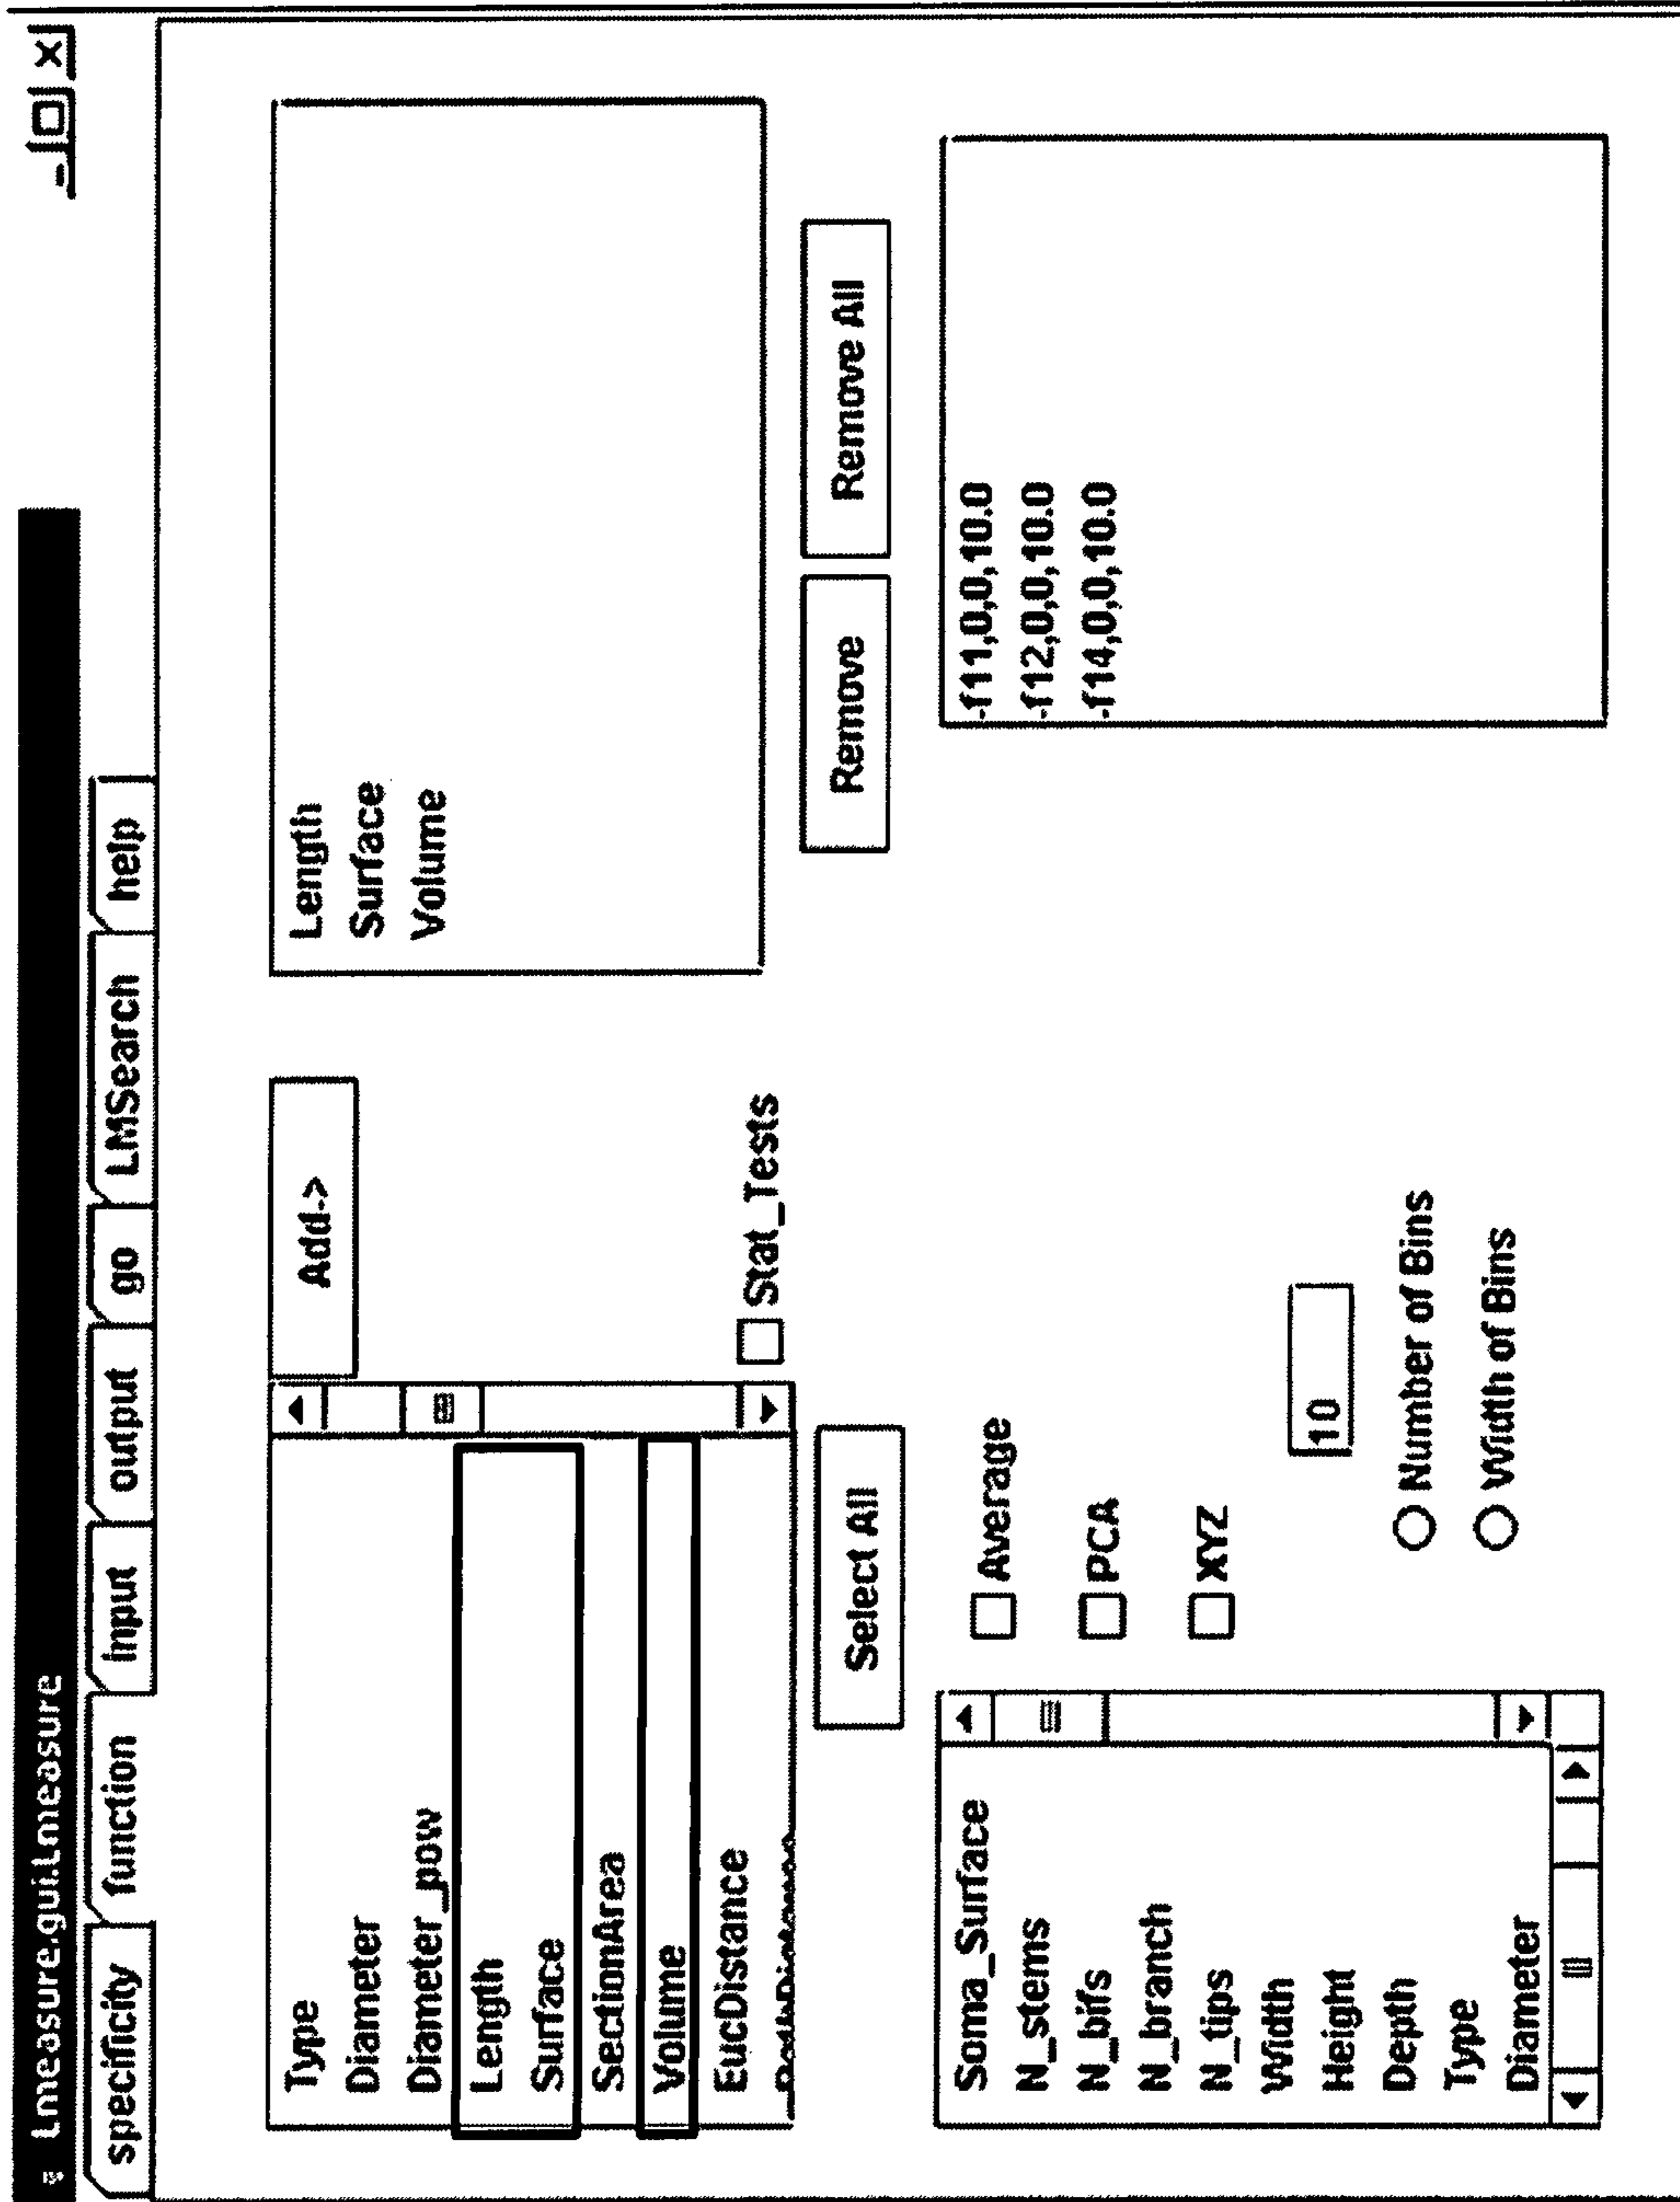 Lmeasure.gui.Lmeasure
specificity
function
input
output
go
LMSearch
help
Type
Diameter
Diameter_pow
Length
Surface
SectionArea
Volume
EucDistance
Add->
Stat_Tests
Select All
Length
Surface
Volume
Remove
Remove All
Soma_Surface
N_stems
N_bifs
N_branch
N_tips
Width
Height
Depth
Type
Diameter
Average
PCA
XYZ
10
Number of Bins
Width of Bins
-f11,0,0,10.0
-f12,0,0,10.0
-f14,0,0,10.0